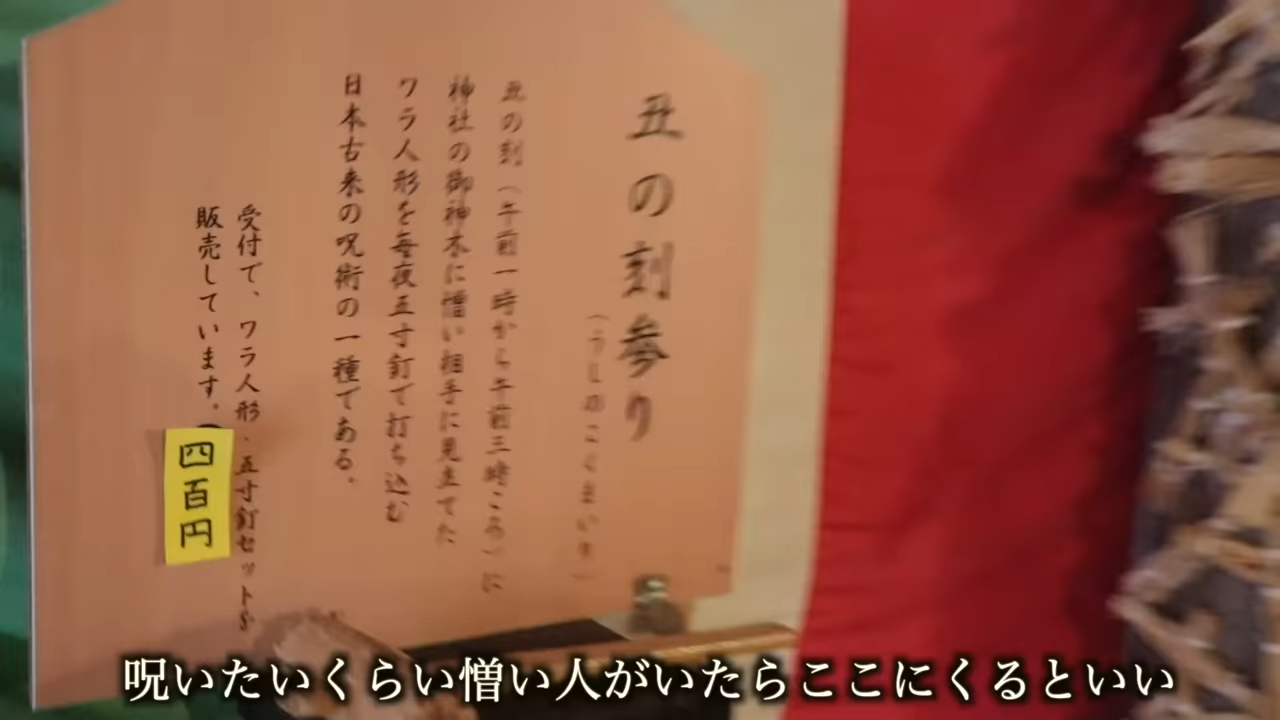 丑の刻参り
(うしのこくまいり)
丑の刻(午前一時から午前三時ころ)に
神社の御神木に憎い相手に見立てた
ワラ人形を毎夜五寸釘で打ち込む
日本古来の呪術の一種である。
受付で、ワラ人形・五寸釘セットを
販売しています。
四百円
呪いたいくらい憎い人がいたらここにくるといい